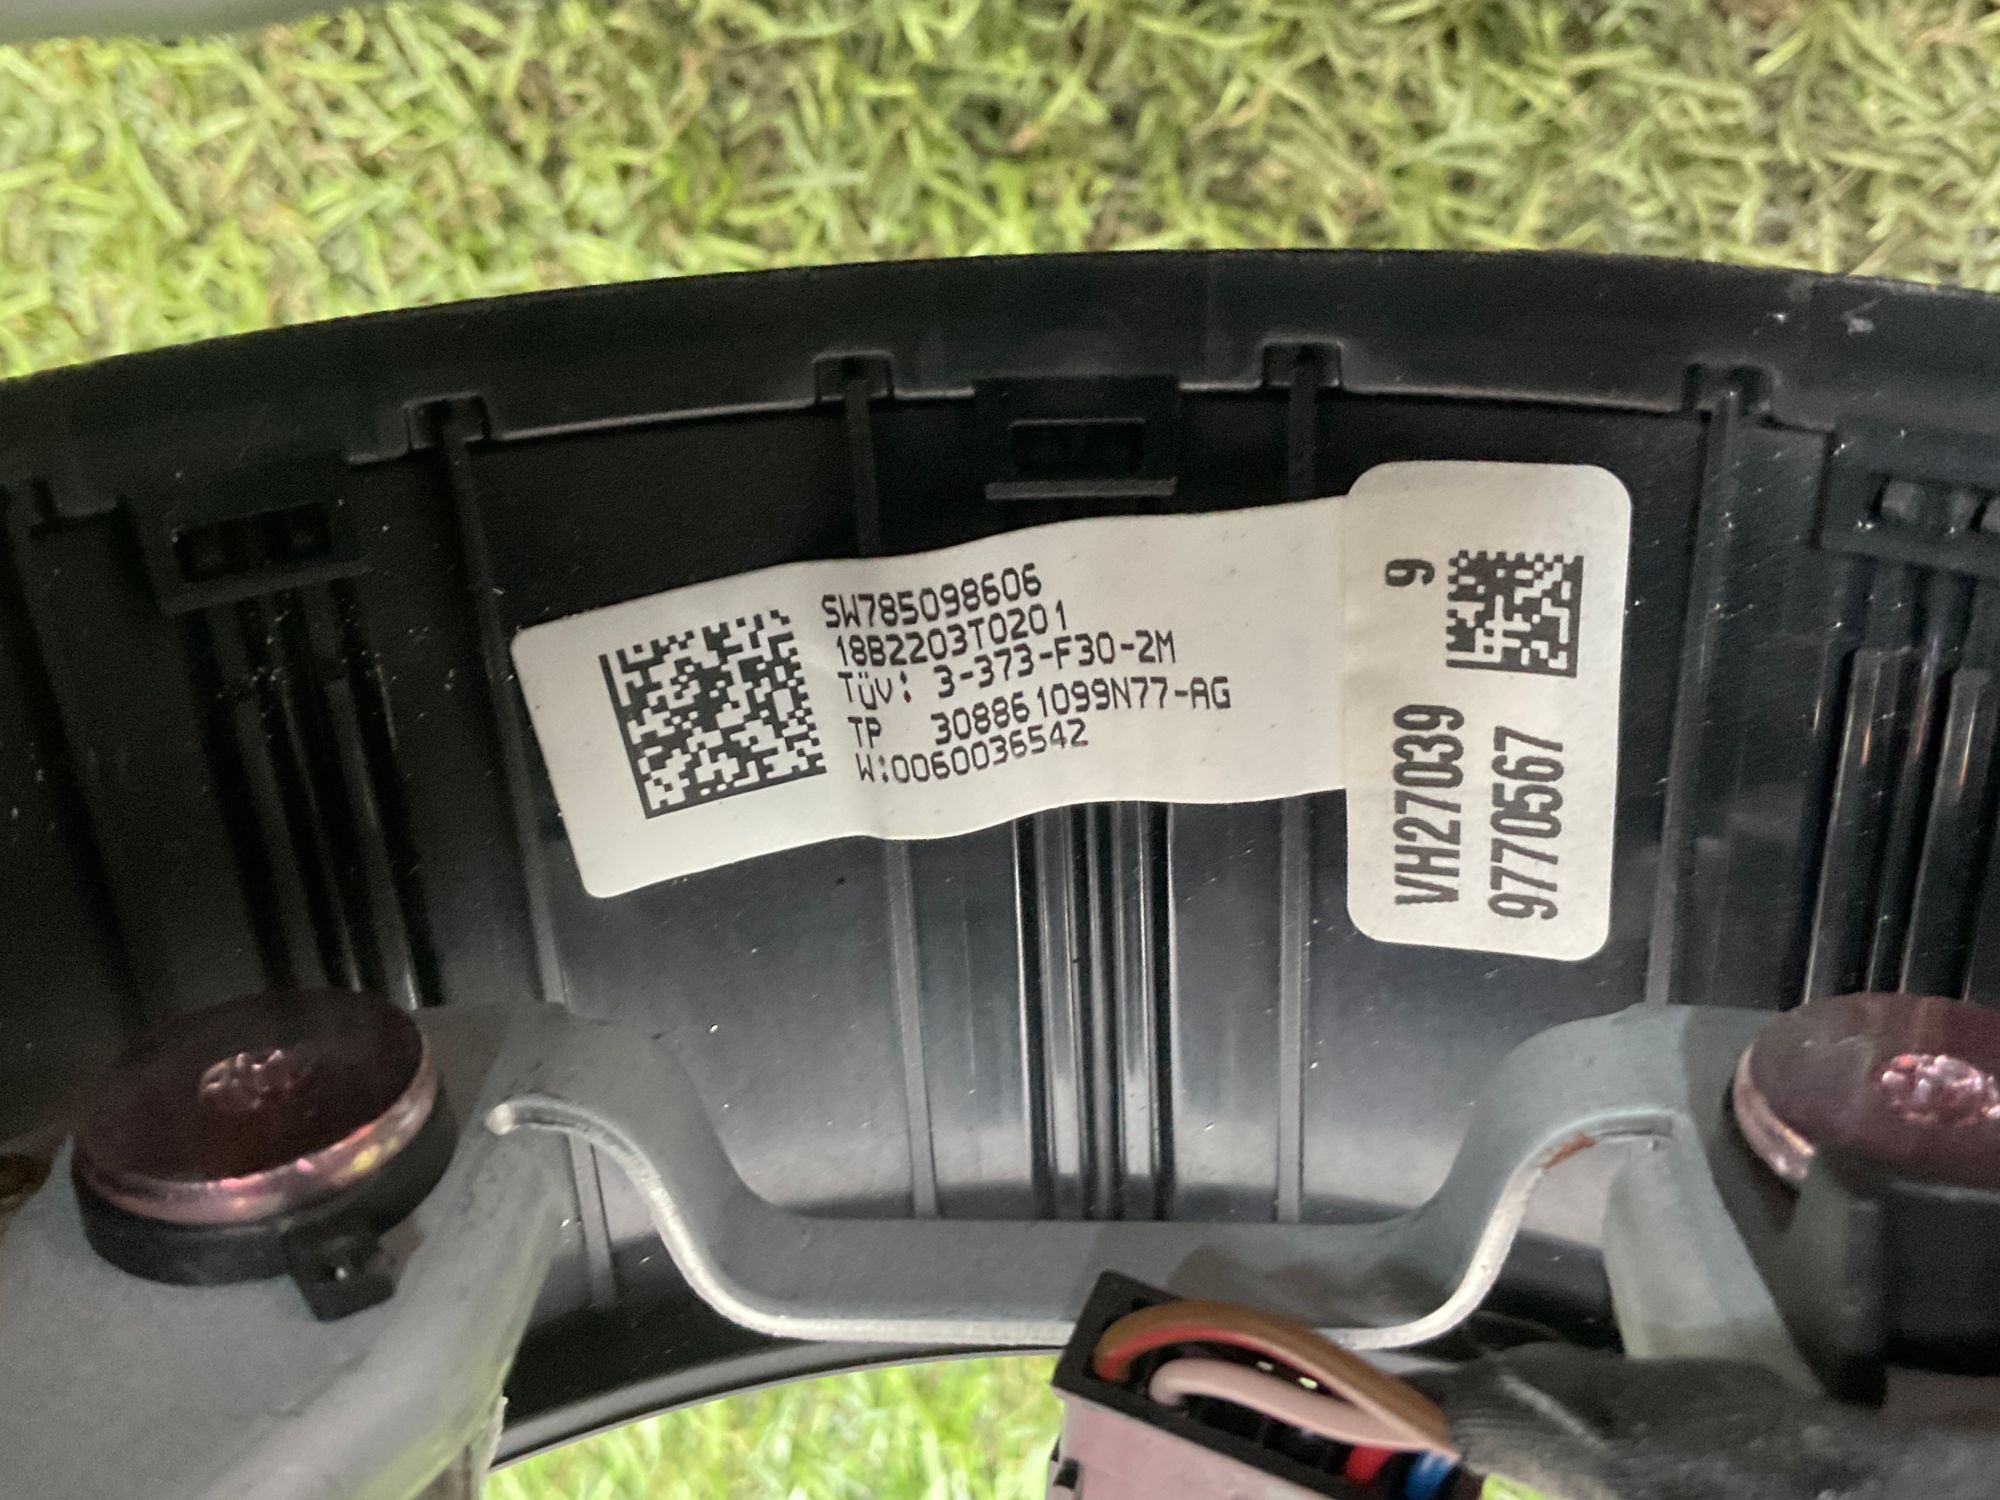 SW785098606
18B2203T0201
Tüv: 3-373-F30-2M
TP 308861099N77-AG
W:0060036542
9
VH27039
9770567